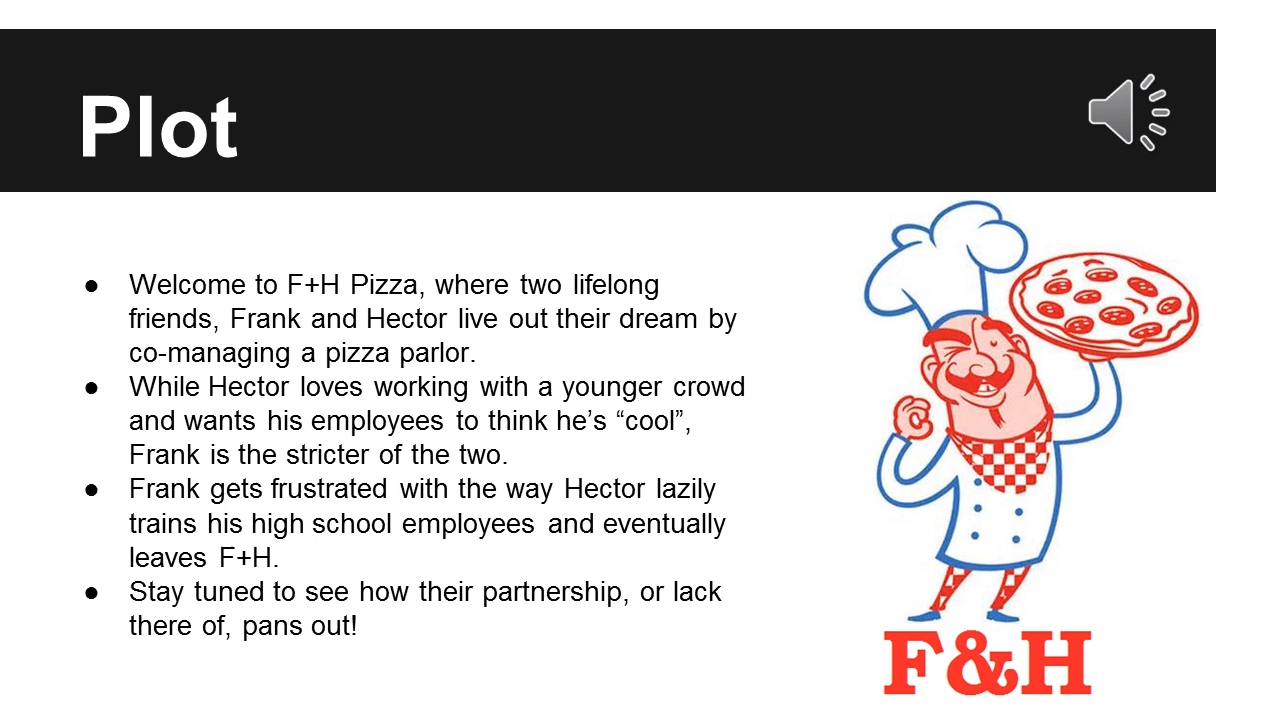 Plot
● Welcome to F+H Pizza, where two lifelong
friends, Frank and Hector live out their dream by
co-managing a pizza parlor.
● While Hector loves working with a younger crowd
and wants his employees to think he’s “cool”,
Frank is the stricter of the two.
● Frank gets frustrated with the way Hector lazily
trains his high school employees and eventually
leaves F+H.
● Stay tuned to see how their partnership, or lack
there of, pans out!
F&H